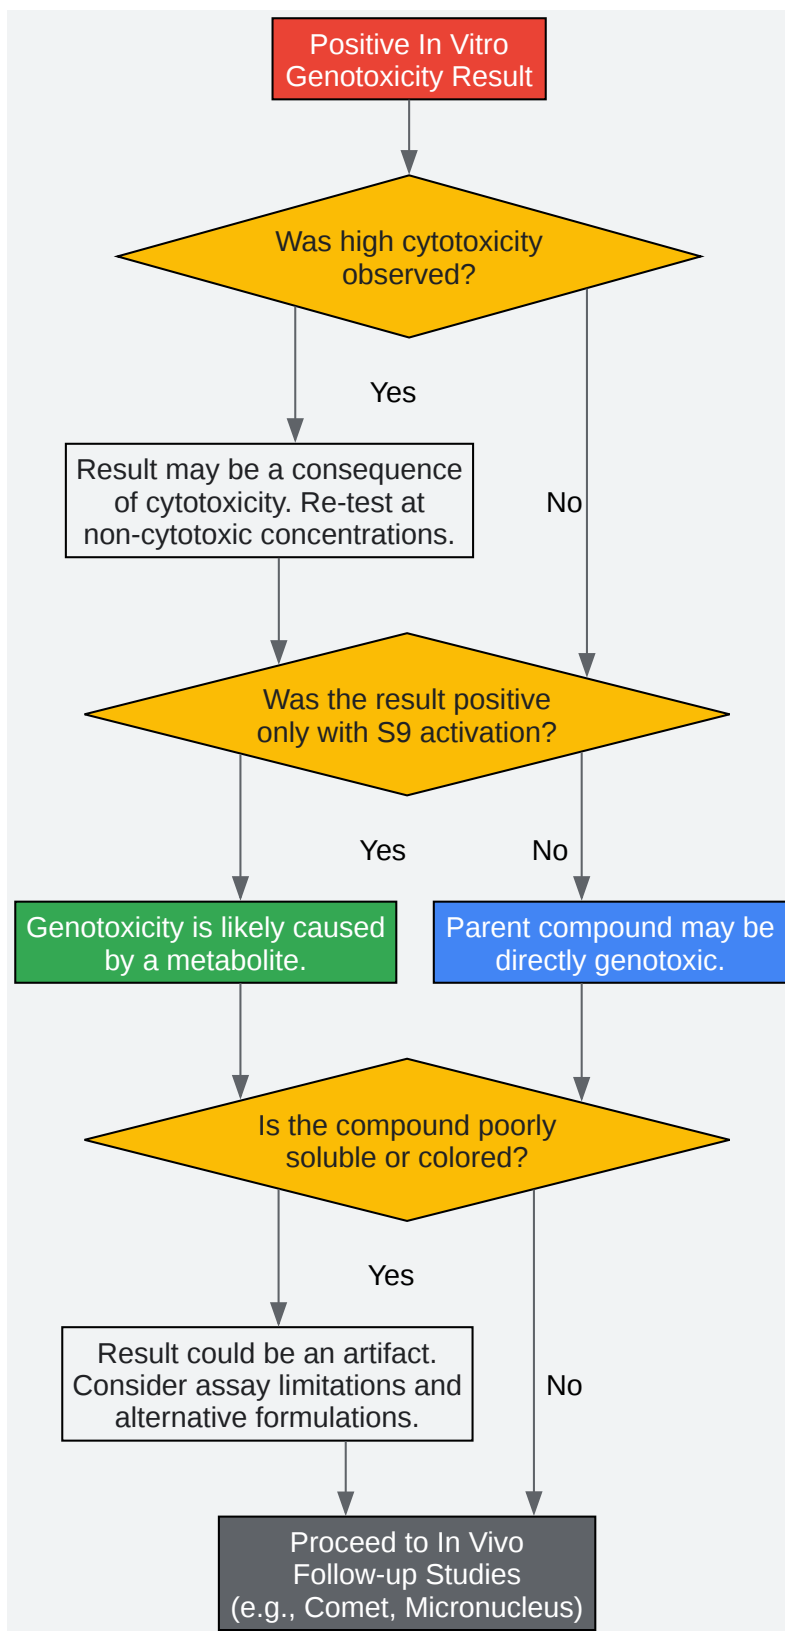 Positive In Vitro
Genotoxicity Result
Was high cytotoxicity
observed?
Yes
Result may be a consequence
of cytotoxicity. Re-test at
non-cytotoxic concentrations.
No
Was the result positive
only with S9 activation?
Yes
No
Genotoxicity is likely caused
by a metabolite.
Parent compound may be
directly genotoxic.
Is the compound poorly
soluble or colored?
Yes
Result could be an artifact.
Consider assay limitations and
alternative formulations.
No
Proceed to In Vivo
Follow-up Studies
(e.g., Comet, Micronucleus)